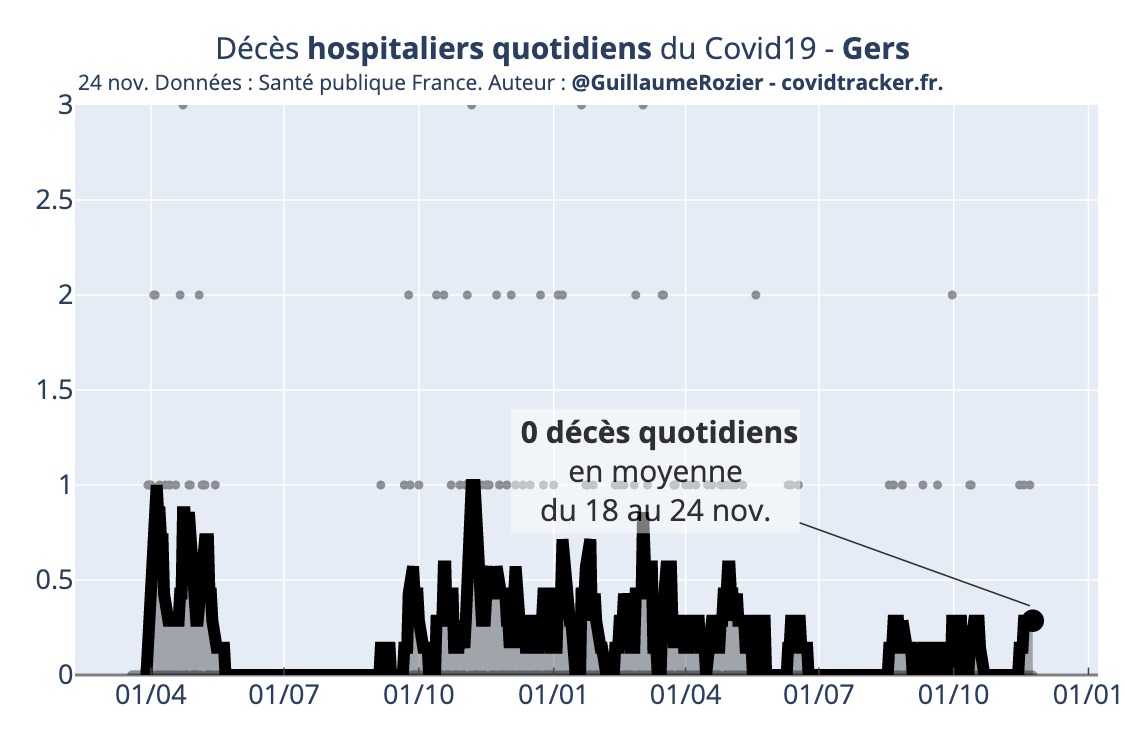 Décès hospitaliers quotidiens du Covid19 - Gers
24 nov. Données : Santé publique France. Auteur : @GuillaumeRozier - covidtracker.fr.
3
2.5
2
1.5
1
0.5
0
0 décès quotidiens
en moyenne
du 18 au 24 nov.
01/04 01/07 01/10 01/01 01/04 01/07 01/10 01/01